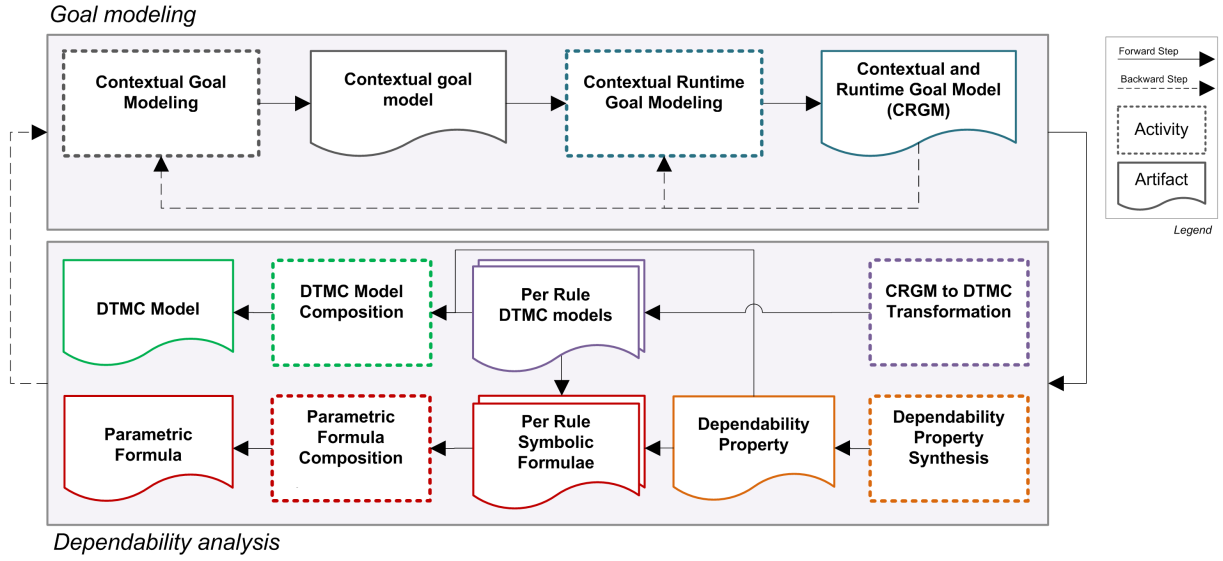 Goal modeling
Contextual Goal
Modeling
Contextual goal
model
Contextual Runtime
Goal Modeling
Contextual and
Runtime Goal Model
(CRGM)
Forward Step
Backward Step
Activity
Artifact
Legend
DTMC Model
DTMC Model
Composition
Per Rule
DTMC models
CRGM to DTMC
Transformation
Parametric
Formula
Parametric
Formula
Composition
Per Rule
Symbolic
Formulae
Dependability
Property
Dependability
Property
Synthesis
Dependability analysis